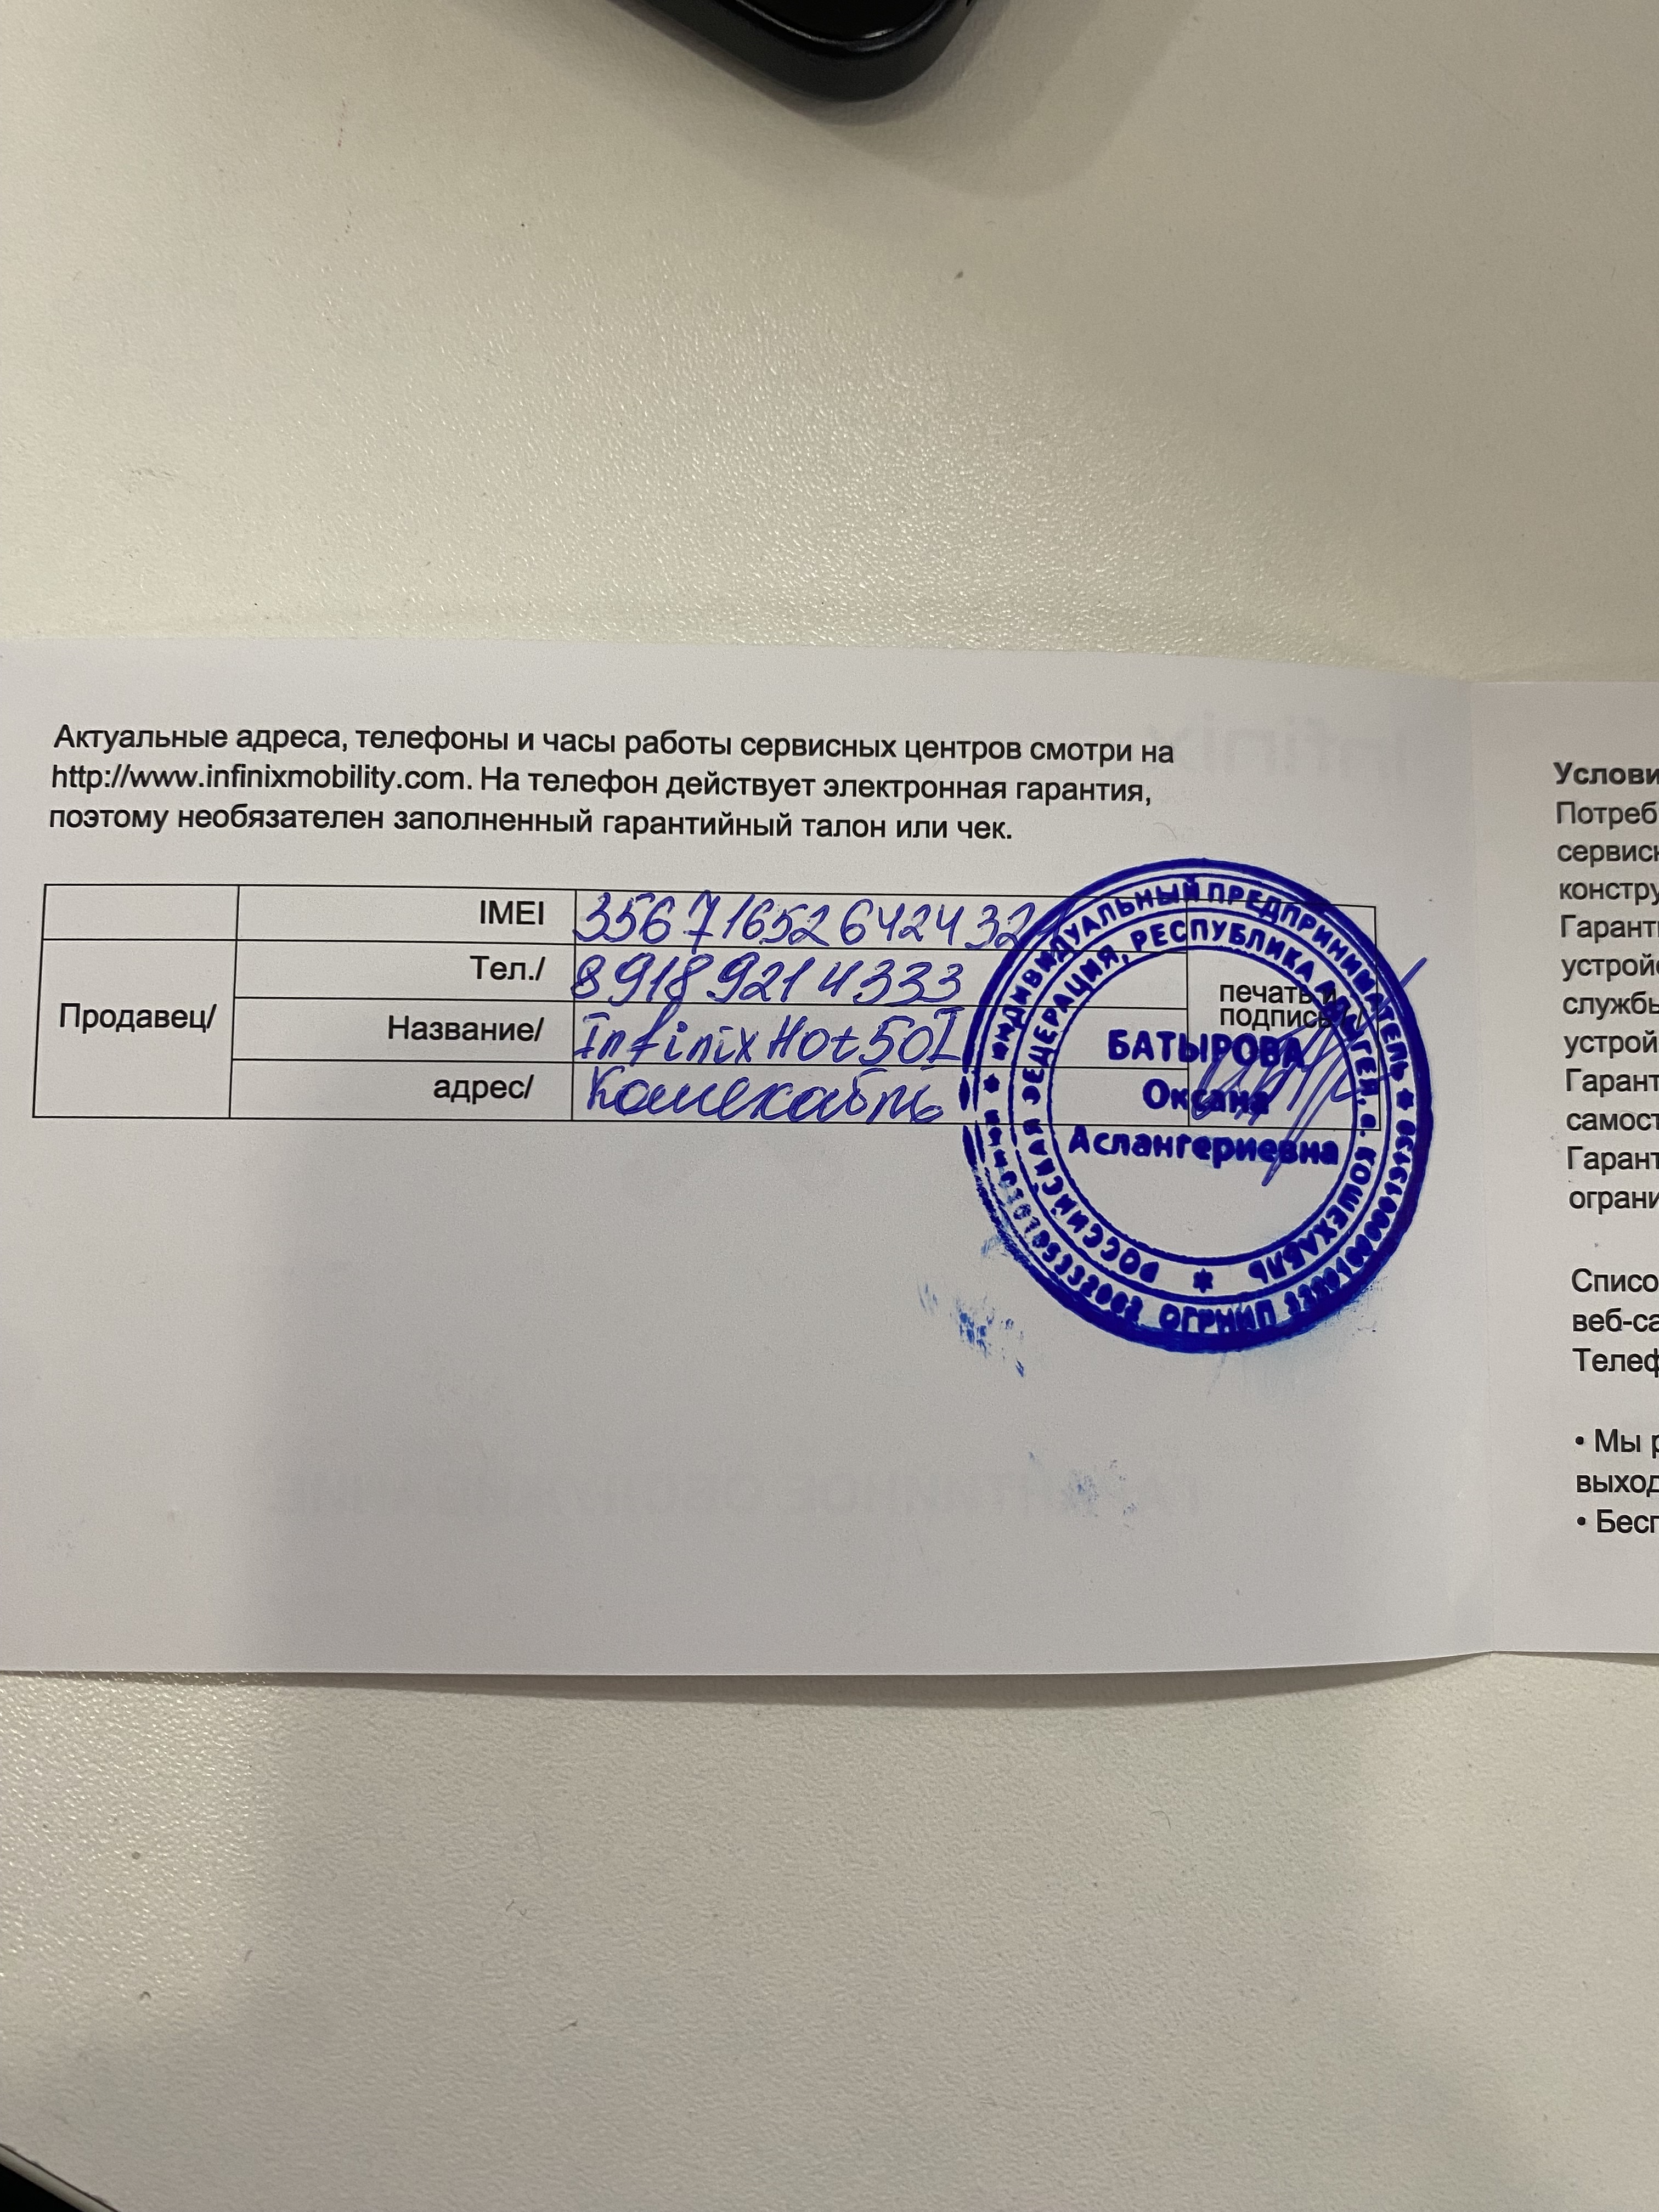 Актуальные адреса, телефоны и часы работы сервисных центров смотри на
http://www.infinixmobility.com. На телефон действует электронная гарантия,
поэтому необязателен заполненный гарантийный талон или чек.
IMEI 35671652642432
Тел./ 89189214333
Продавец/
Название/ Infinix Hot 50I
адрес/ Кошехабль
печать и
подпись /
ИНДИВИДУАЛЬНЫЙ ПРЕДПРИНИМАТЕЛЬ
ОГРНИП
РОССИЙСКАЯ ФЕДЕРАЦИЯ, РЕСПУБЛИКА АДЫГЕЯ, а. КОШЕХАБЛЬ
БАТЫРОВА
Оксана
Аслангериевна
Услови
Потреб
сервисн
констру
Гаранти
устройс
службы
устрой
Гарант
самост
Гарант
ограни
Списо
веб-са
Телеф
• Мы р
выход
• Бесп